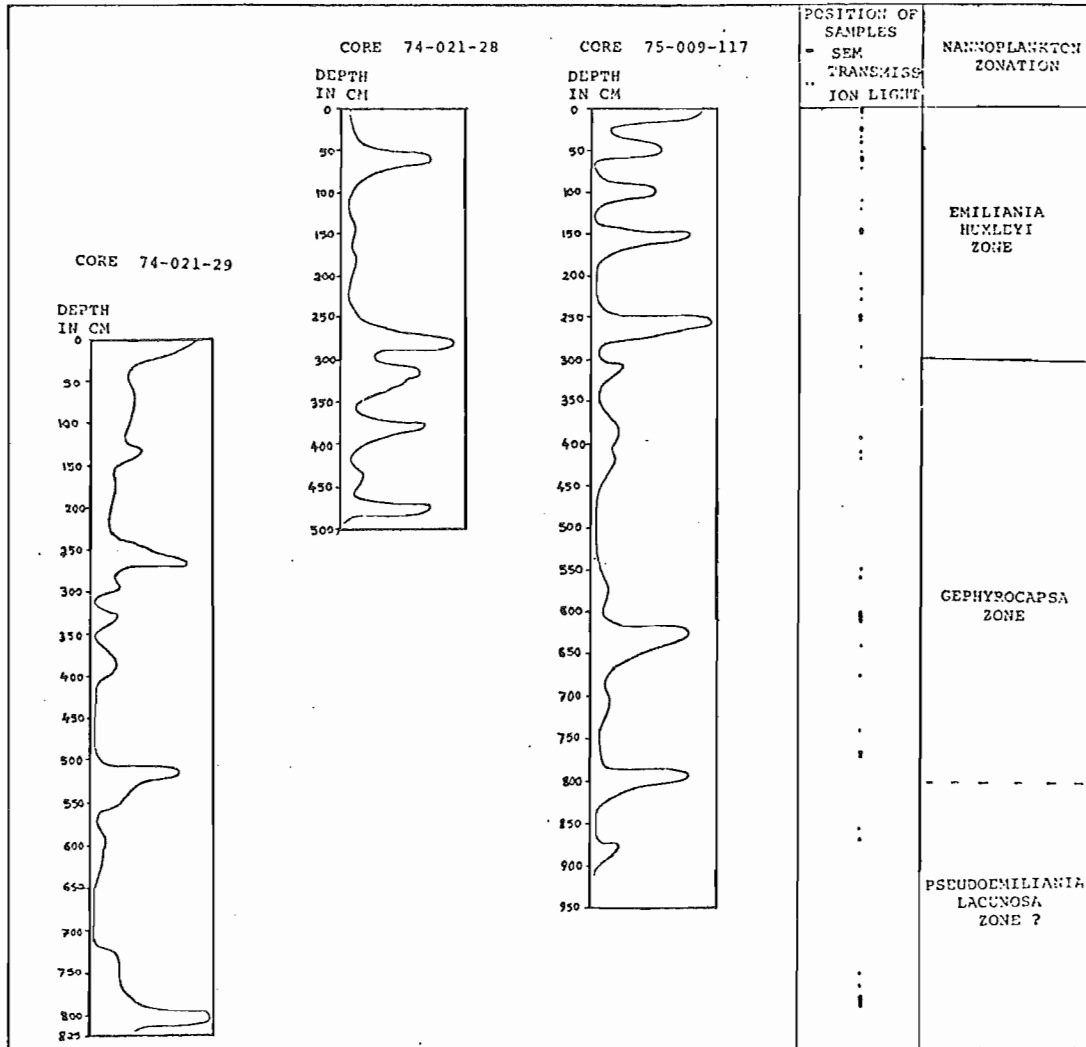 CORE 74-021-28
DEPTH
IN CM
0
50
100
150
200
250
300
350
400
450
500
CORE 75-009-117
DEPTH
IN CM
0
50
100
150
200
250
300
350
400
450
500
550
600
650
700
750
800
850
900
950
CORE 74-021-29
DEPTH
IN CM
0
50
100
150
200
250
300
350
400
450
500
550
600
650
700
750
800
825
POSITION OF
SAMPLES
SEM
TRANSMISS
ION LIGHT
NANNOPLANKTON
ZONATION
EMILIANIA
HUXLEYI
ZONE
GEPHYROCAPSA
ZONE
PSEUDOEMILIANIA
LACUNOSA
ZONE ?